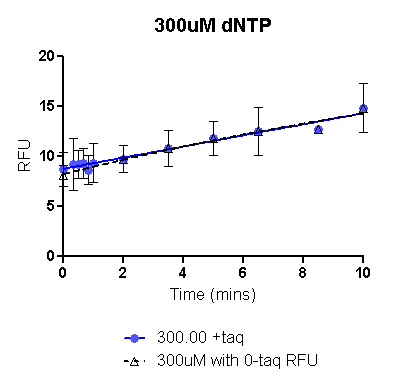 300uM dNTP
20
15
10
5
0
RFU
0 2 4 6 8 10
Time (mins)
300.00 +taq
300uM with 0-taq RFU